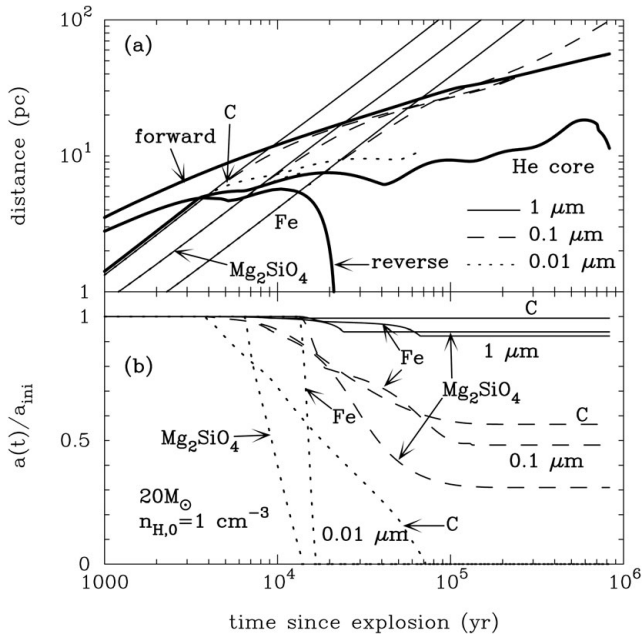 10²
(a)
C
forward
distance (pc)
10
He core
1 μm
Fe
0.1 μm
0.01 μm
Mg₂SiO₄
reverse
1
1
C
(b)
Fe
1 μm
Mg₂SiO₄
a(t)/a_ini
Fe
C
0.5
Mg₂SiO₄
0.1 μm
20M☉
n_H,0=1 cm⁻³
0.01 μm
C
0
1000
10⁴
10⁵
10⁶
time since explosion (yr)